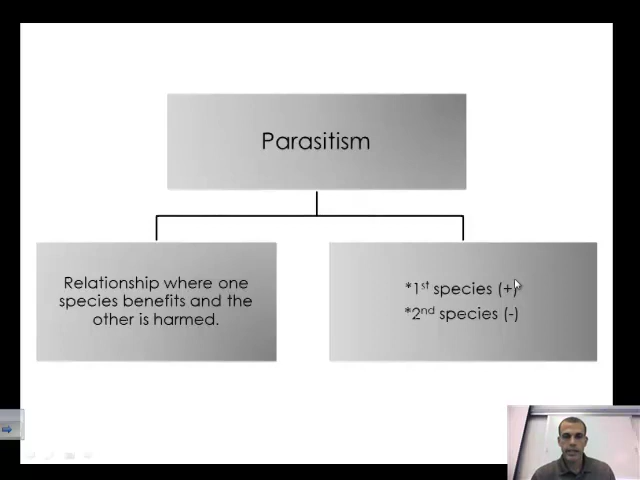 Parasitism
Relationship where one
species benefits and the
other is harmed.
*1st species (+)
*2nd species (-)